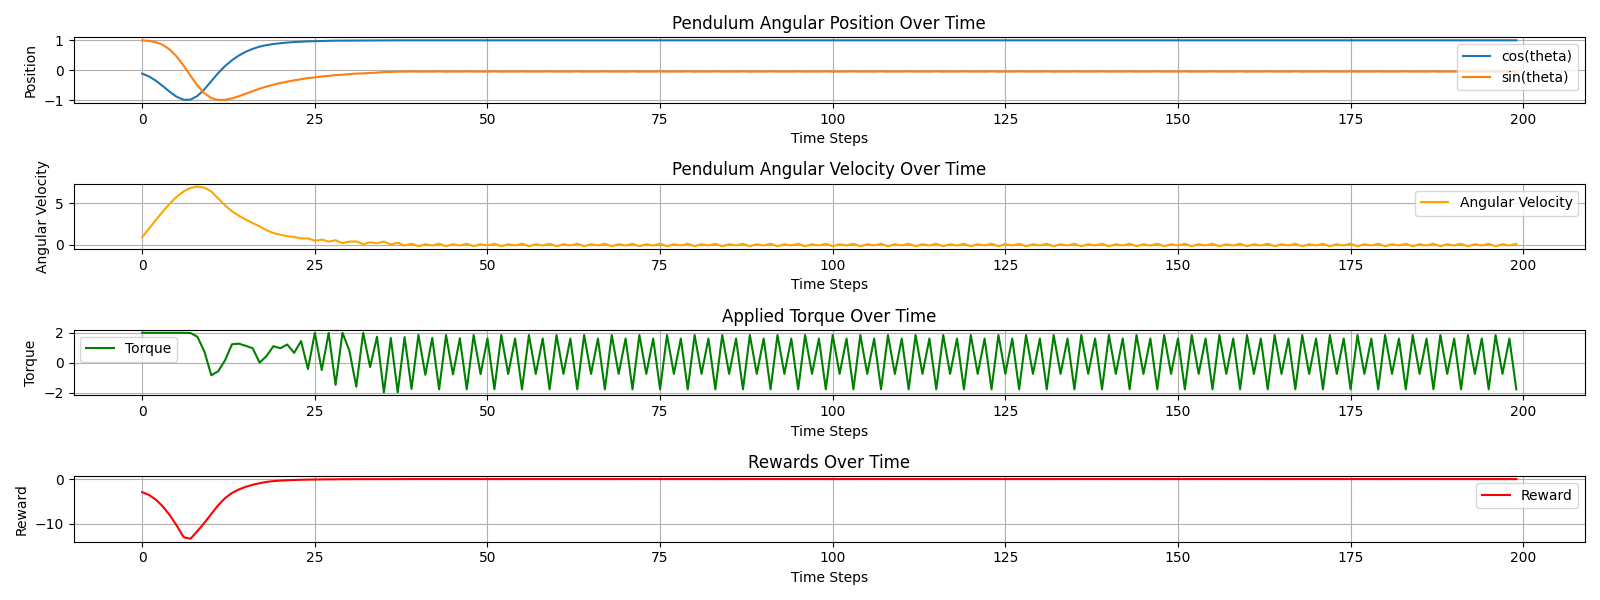 Pendulum Angular Position Over Time
Position
1
0
−1
cos(theta)
sin(theta)
0 25 50 75 100 125 150 175 200
Time Steps
Pendulum Angular Velocity Over Time
Angular Velocity
5
0
Angular Velocity
0 25 50 75 100 125 150 175 200
Time Steps
Applied Torque Over Time
Torque
2
0
−2
Torque
0 25 50 75 100 125 150 175 200
Time Steps
Rewards Over Time
Reward
0
−10
Reward
0 25 50 75 100 125 150 175 200
Time Steps